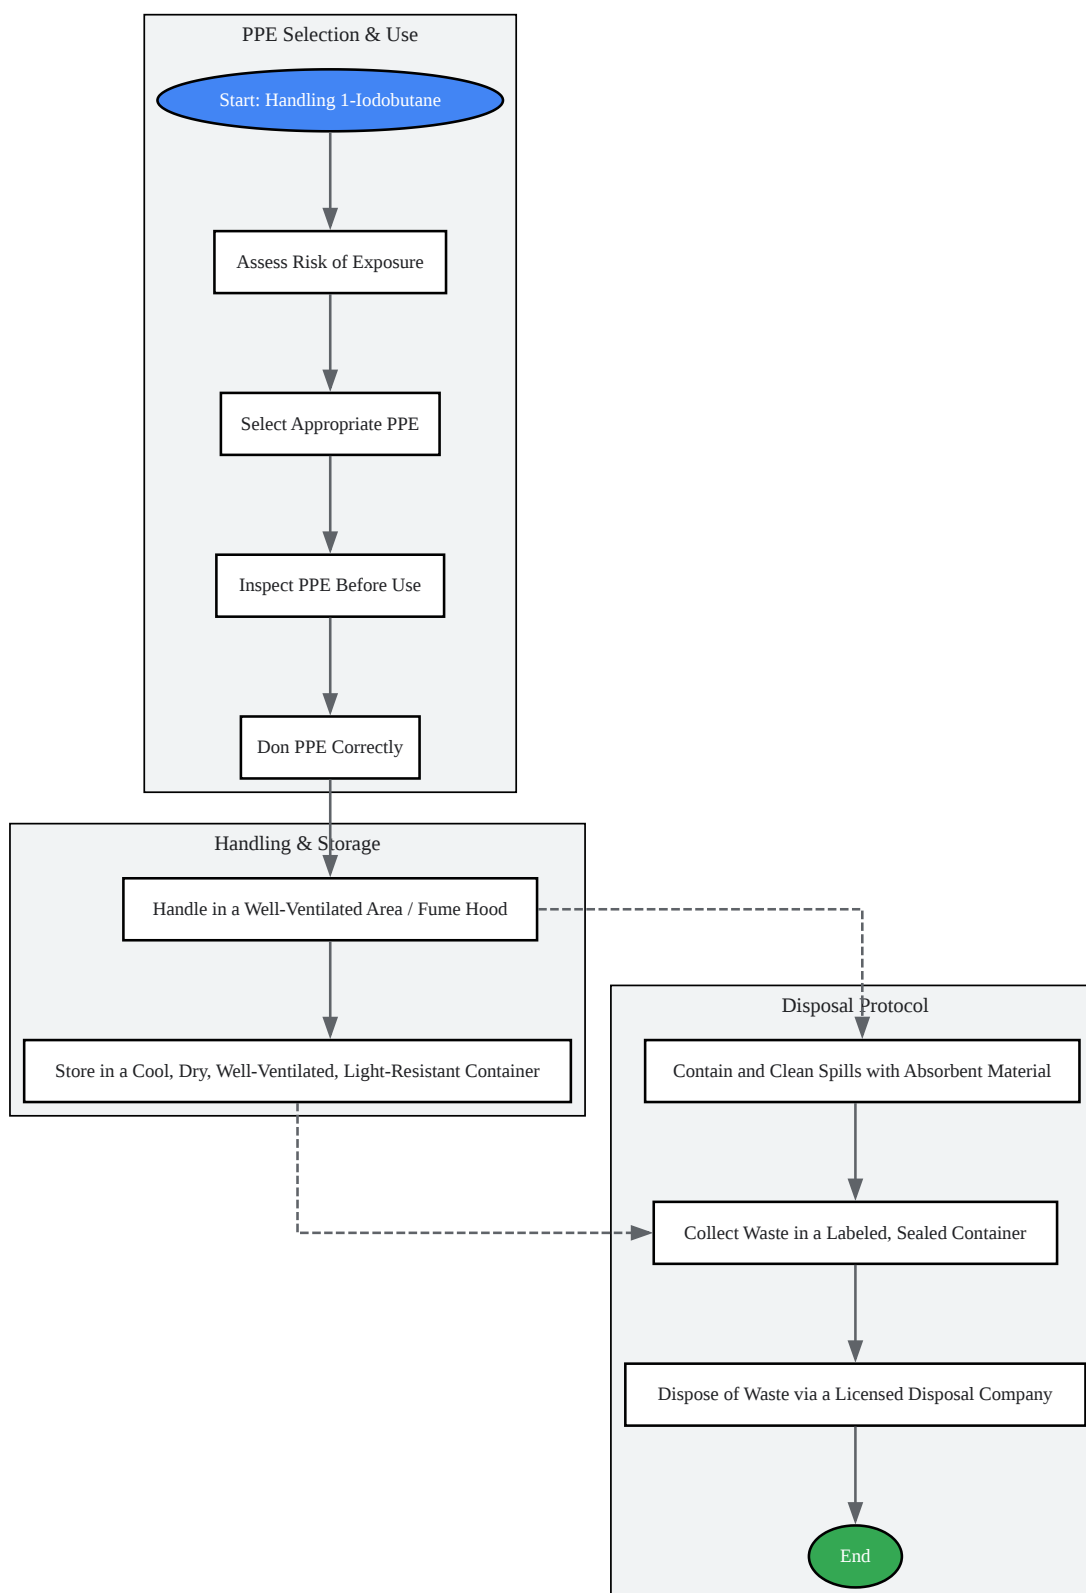 PPE Selection & Use
Start: Handling 1-Iodobutane
Assess Risk of Exposure
Select Appropriate PPE
Inspect PPE Before Use
Don PPE Correctly
Handling & Storage
Handle in a Well-Ventilated Area / Fume Hood
Store in a Cool, Dry, Well-Ventilated, Light-Resistant Container
Disposal Protocol
Contain and Clean Spills with Absorbent Material
Collect Waste in a Labeled, Sealed Container
Dispose of Waste via a Licensed Disposal Company
End